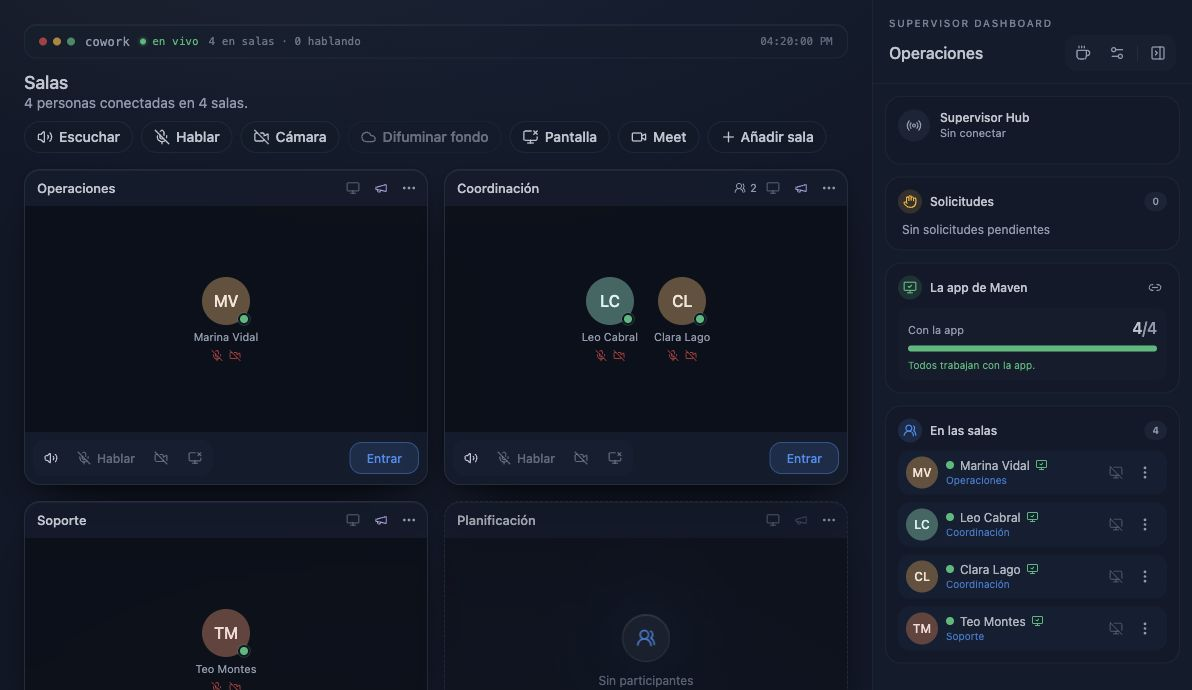 cowork en vivo 4 en salas · 0 hablando 04:20:00 PM
Salas
4 personas conectadas en 4 salas.
Escuchar Hablar Cámara Difuminar fondo Pantalla Meet Añadir sala
Operaciones
MV
Marina Vidal
Hablar Entrar
Coordinación 2
LC CL
Leo Cabral Clara Lago
Hablar Entrar
Soporte
TM
Teo Montes
Planificación
Sin participantes
SUPERVISOR DASHBOARD
Operaciones
Supervisor Hub
Sin conectar
Solicitudes 0
Sin solicitudes pendientes
La app de Maven
Con la app 4/4
Todos trabajan con la app.
En las salas 4
MV Marina Vidal
Operaciones
LC Leo Cabral
Coordinación
CL Clara Lago
Coordinación
TM Teo Montes
Soporte